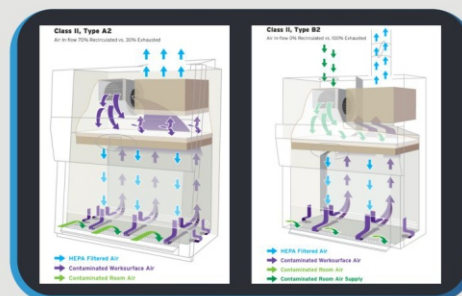 Class II, Type A2
Air in-flow 70% Recirculated vs. 30% Exhausted
HEPA Filtered Air
Contaminated Worksurface Air
Contaminated Room Air
Class II, Type B2
Air in-flow 0% Recirculated vs. 100% Exhausted
HEPA Filtered Air
Contaminated Worksurface Air
Contaminated Room Air
Contaminated Room Air Supply